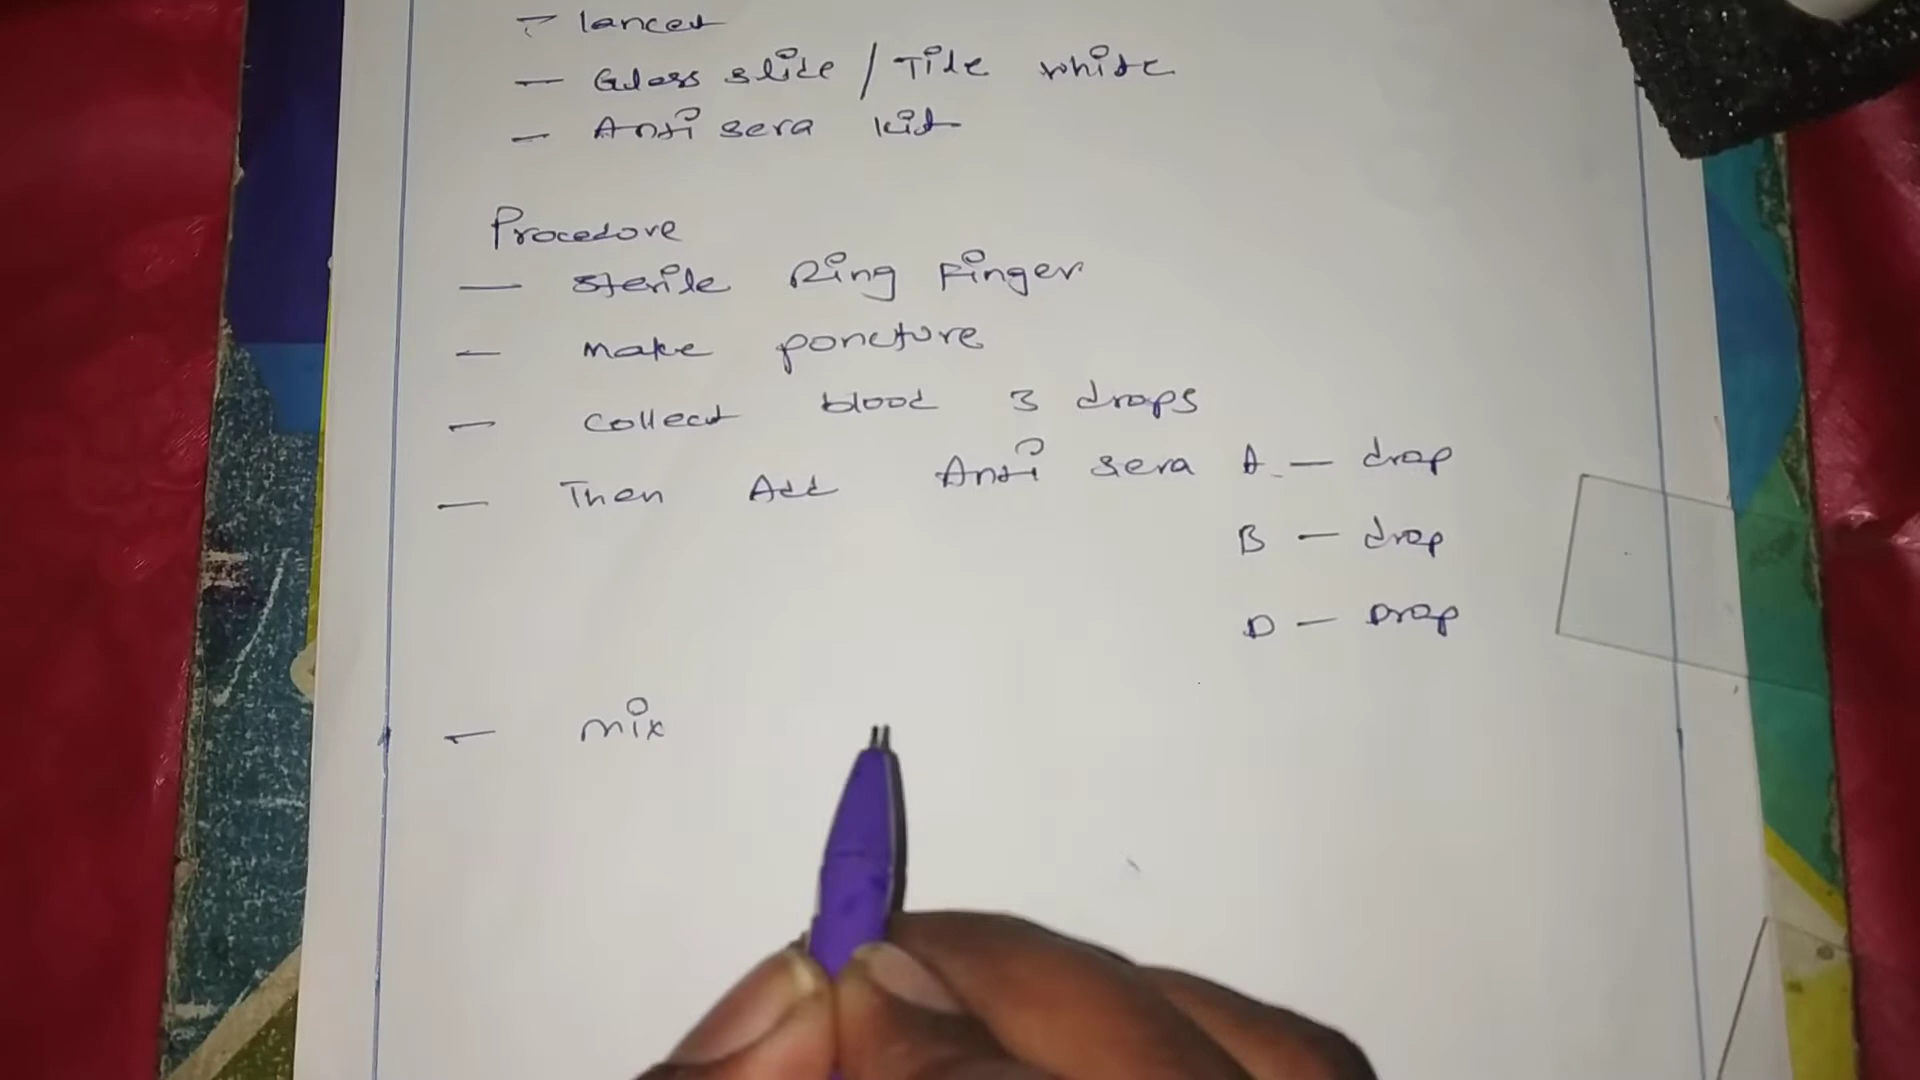 - lancet
- Glass slide / Tile white
- Anti sera kit
Procedure
- Sterile Ring Finger
- make poncture
- collect blood 3 drops
- Then Add Anti sera A - drop
B - drop
D - Drop
- mix